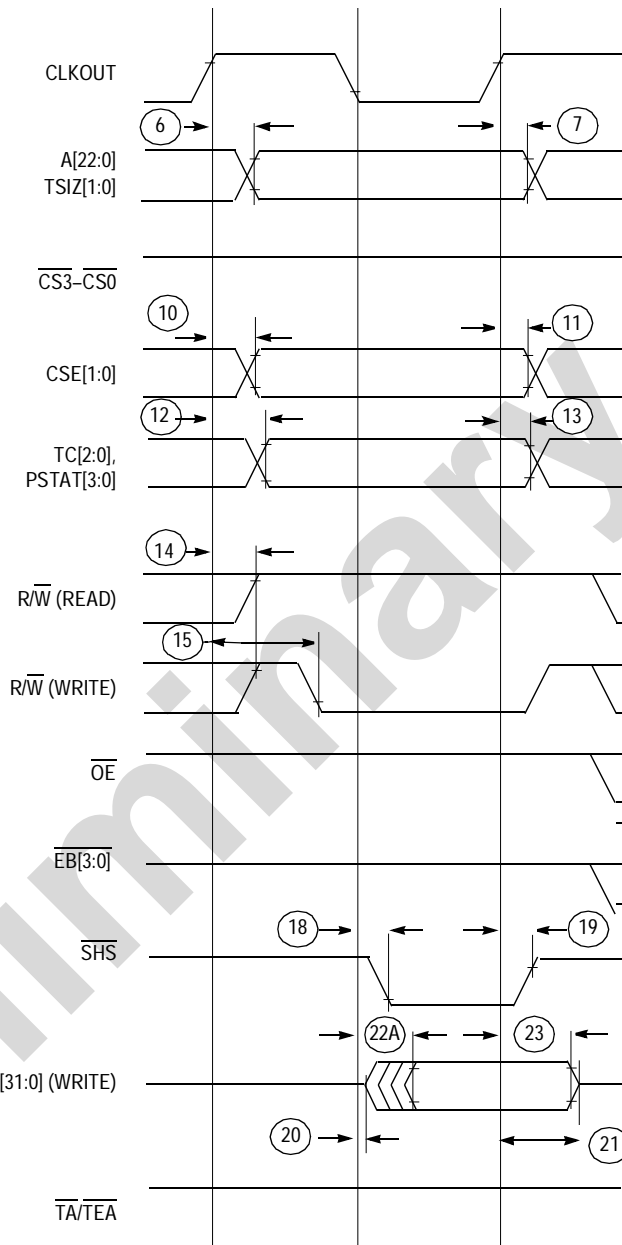 CLKOUT
6
7
A[22:0]
TSIZ[1:0]
CS3–CS0
10
11
CSE[1:0]
12
13
TC[2:0],
PSTAT[3:0]
14
R/W (READ)
15
R/W (WRITE)
OE
EB[3:0]
18
19
SHS
22A
23
[31:0] (WRITE)
20
21
TA/TEA
iminary